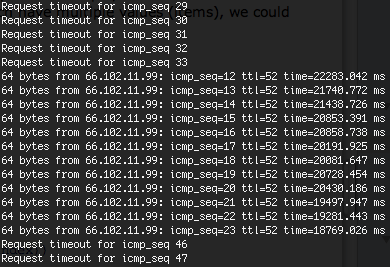 Request timeout for icmp_seq 29
have multiple values (items), we could
Request timeout for icmp_seq 30
Request timeout for icmp_seq 31
Request timeout for icmp_seq 32
Request timeout for icmp_seq 33
64 bytes from 66.102.11.99: icmp_seq=12 ttl=52 time=22283.042 ms
64 bytes from 66.102.11.99: icmp_seq=13 ttl=52 time=21740.772 ms
64 bytes from 66.102.11.99: icmp_seq=14 ttl=52 time=21438.726 ms
64 bytes from 66.102.11.99: icmp_seq=15 ttl=52 time=20853.391 ms
64 bytes from 66.102.11.99: icmp_seq=16 ttl=52 time=20858.738 ms
64 bytes from 66.102.11.99: icmp_seq=17 ttl=52 time=20191.925 ms
64 bytes from 66.102.11.99: icmp_seq=18 ttl=52 time=20081.647 ms
64 bytes from 66.102.11.99: icmp_seq=19 ttl=52 time=20728.454 ms
64 bytes from 66.102.11.99: icmp_seq=20 ttl=52 time=20430.186 ms
64 bytes from 66.102.11.99: icmp_seq=21 ttl=52 time=19497.947 ms
64 bytes from 66.102.11.99: icmp_seq=22 ttl=52 time=19281.443 ms
64 bytes from 66.102.11.99: icmp_seq=23 ttl=52 time=18769.026 ms
Request timeout for icmp_seq 46
Request timeout for icmp_seq 47